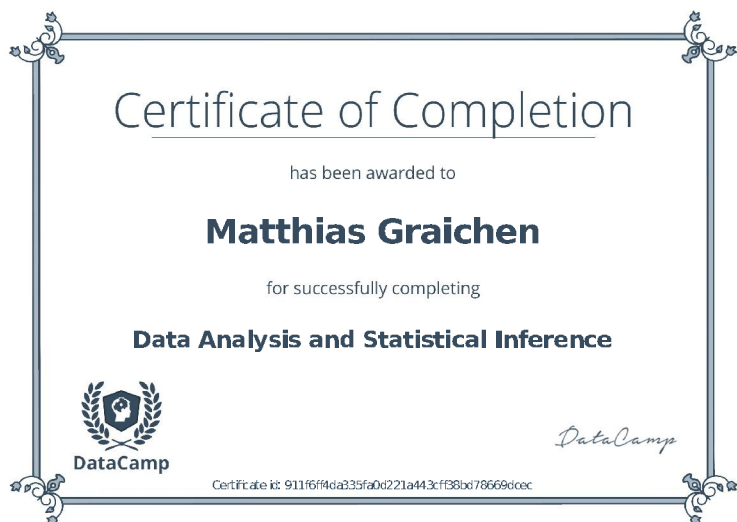 Certificate of Completion
has been awarded to
Matthias Graichen
for successfully completing
Data Analysis and Statistical Inference
DataCamp
DataCamp
Certificate id: 911f6ff4da335fa0d221a443cff38bd78669dcec